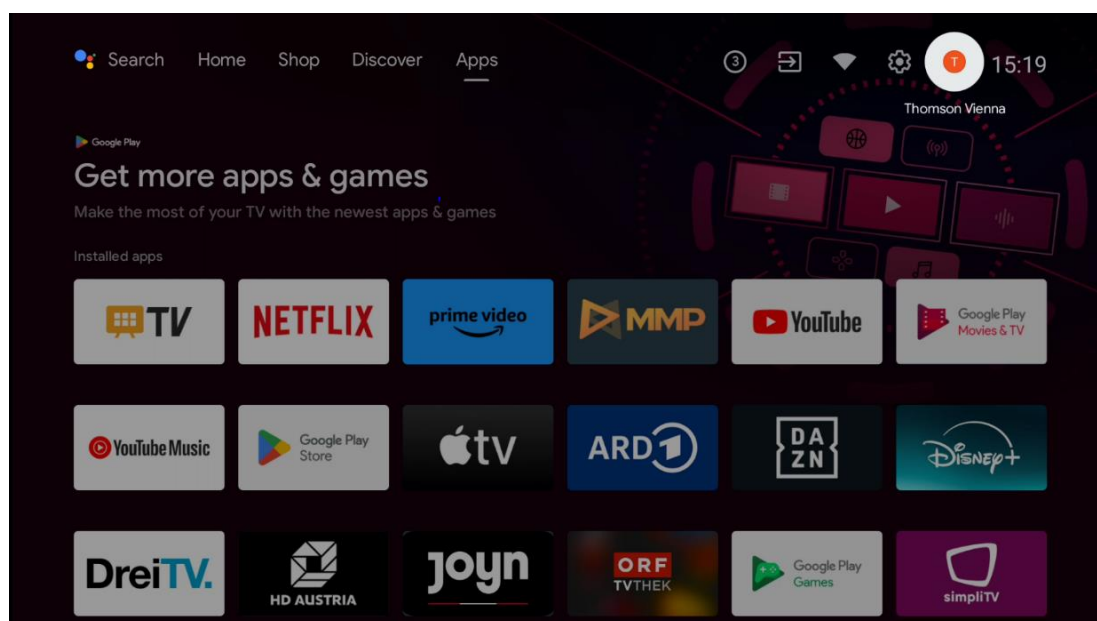 Search Home Shop Discover Apps 3 T 15:19
Thomson Vienna
Google Play
Get more apps & games
Make the most of your TV with the newest apps & games
Installed apps
TV
NETFLIX
prime video
MMP
YouTube
Google Play
Movies & TV
YouTube Music
Google Play
Store
tv
ARD 1
DA
ZN
Disney+
DreiTV.
HD AUSTRIA
Joyn
ORF
TVTHEK
Google Play
Games
simpliTV